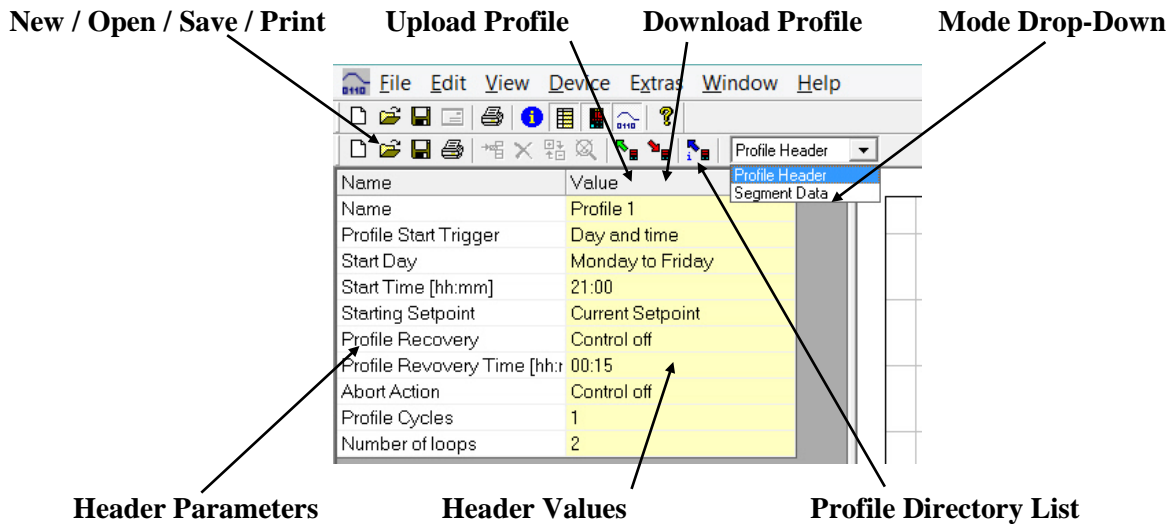 New / Open / Save / Print Upload Profile Download Profile Mode Drop-Down
File Edit View Device Extras Window Help
Profile Header
Profile Header
Segment Data
Name Value
Name Profile 1
Profile Start Trigger Day and time
Start Day Monday to Friday
Start Time [hh:mm] 21:00
Starting Setpoint Current Setpoint
Profile Recovery Control off
Profile Revovery Time [hh:r 00:15
Abort Action Control off
Profile Cycles 1
Number of loops 2
Header Parameters Header Values Profile Directory List